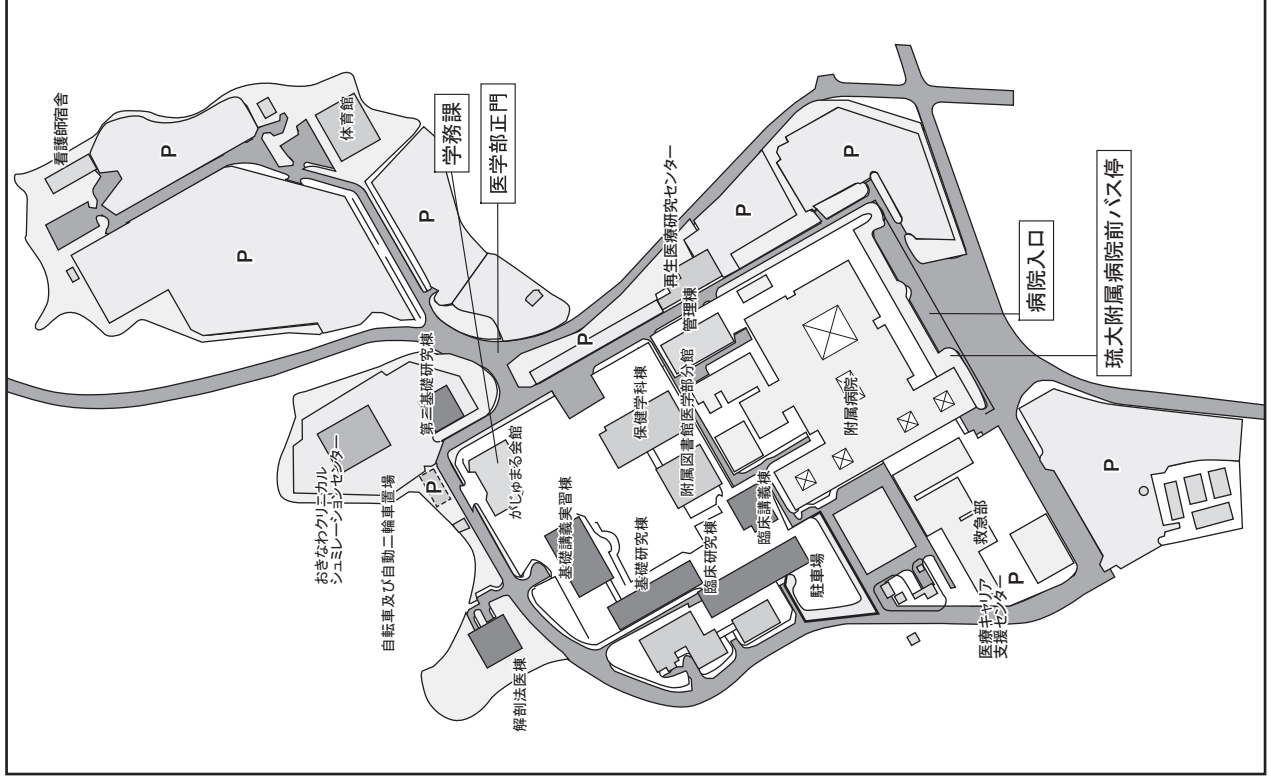 看護師宿舎
P
体育館
P
P
学務課
医学部正門
おきなわクリニカル
シュミレーションセンター
第三基礎研究棟
自転車及び自動二輪車置場
P
がじゅまる会館
基礎講義実習棟
解剖法医棟
基礎研究棟
臨床研究棟
保健学科棟
附属図書館医学部分館
管理棟
再生医療研究センター
P
P
P
臨床講義棟
駐車場
附属病院
救急部
医療キャリア
支援センター
P
P
病院入口
琉大附属病院前バス停